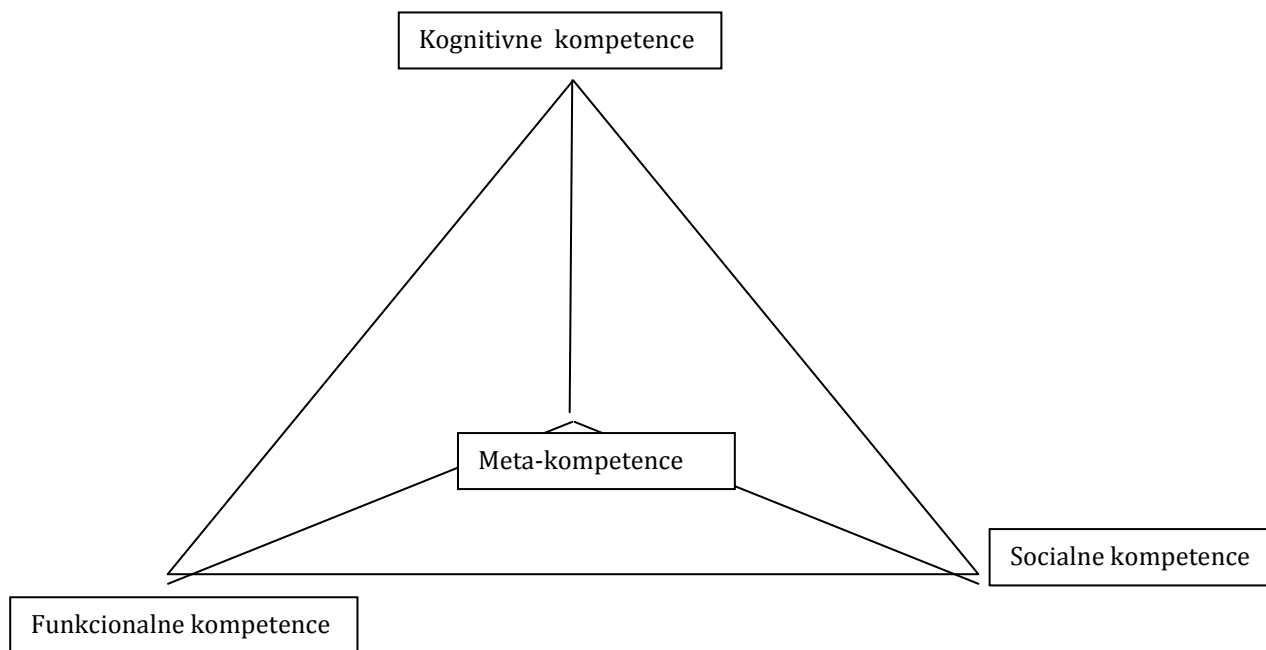 Kognitivne kompetence
Meta-kompetence
Socialne kompetence
Funkcionalne kompetence